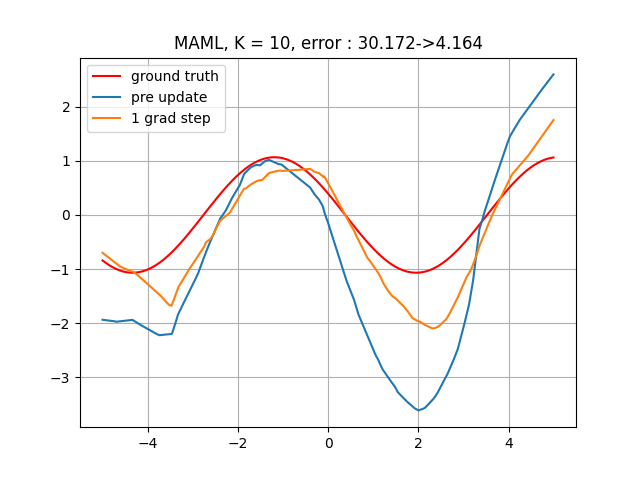 MAML, K = 10, error : 30.172->4.164
ground truth
pre update
1 grad step
2
1
0
−1
−2
−3
−4
−2
0
2
4